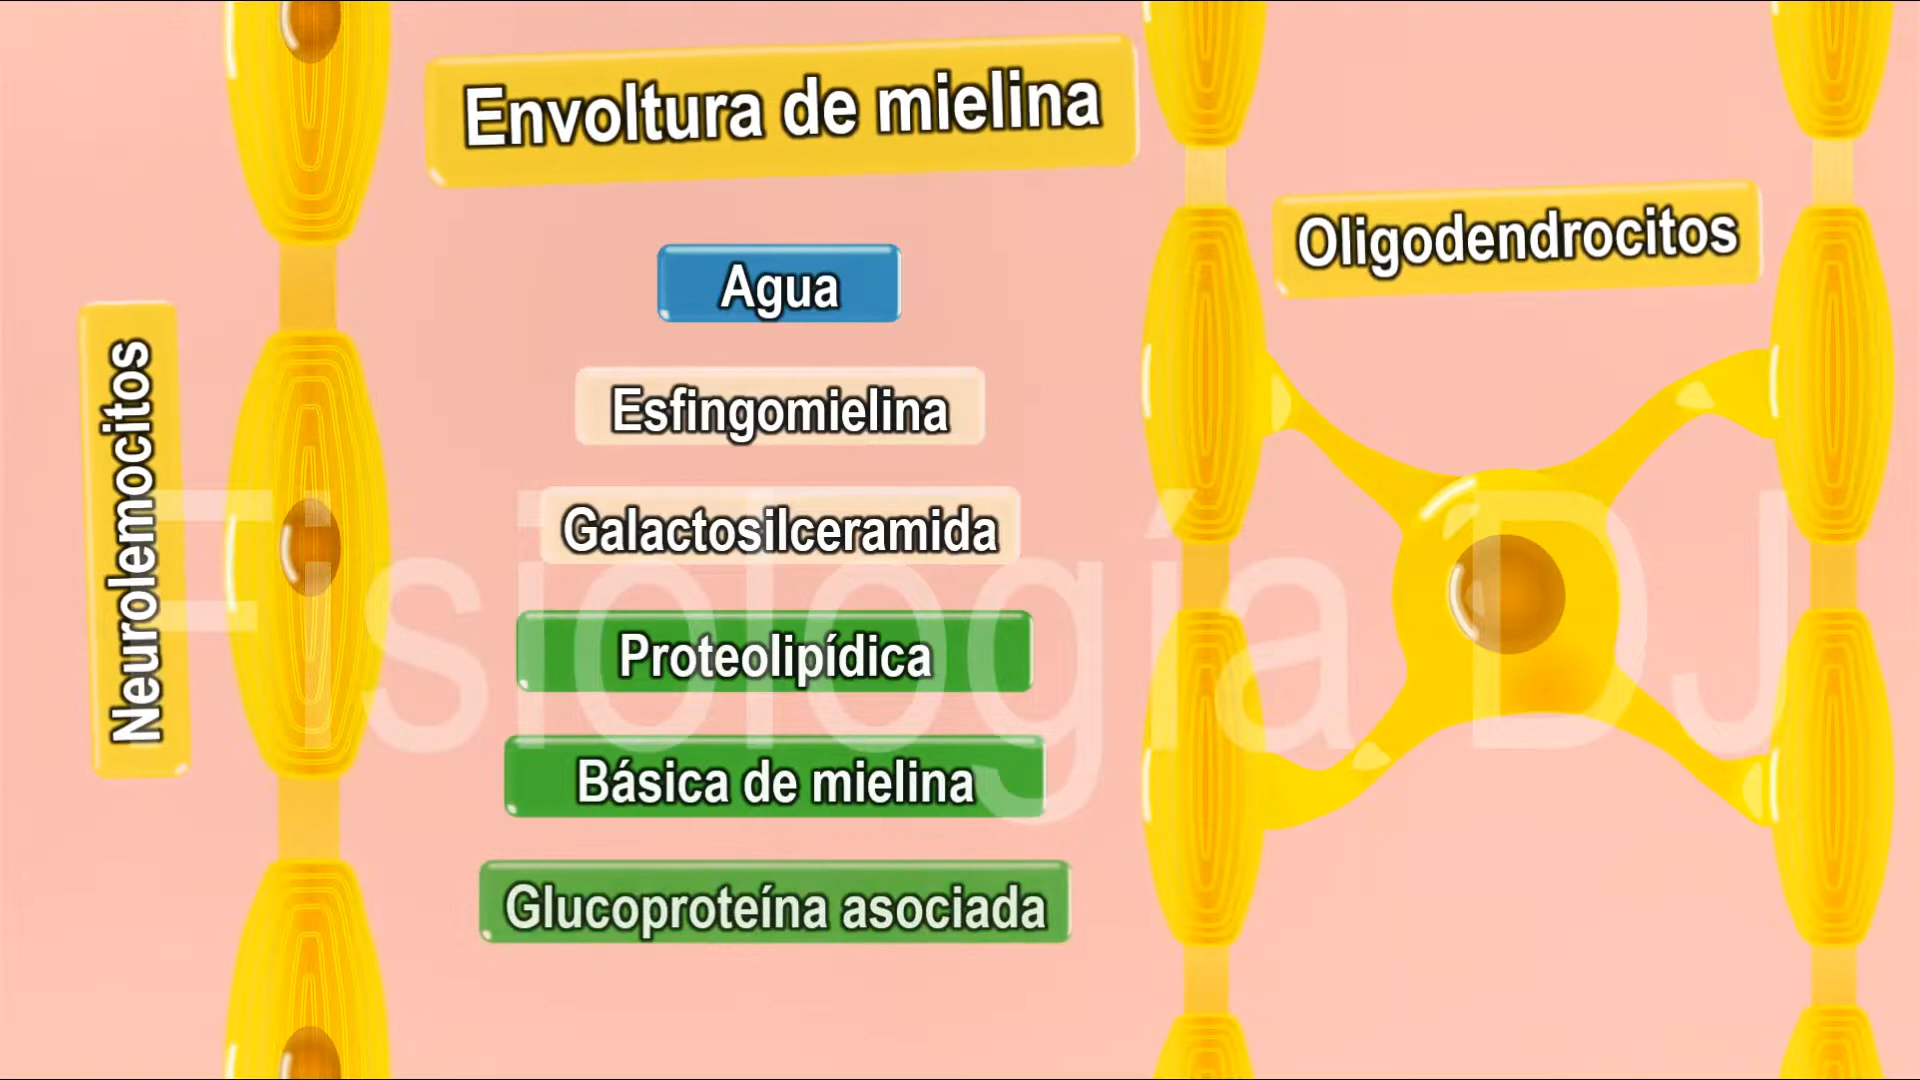 Envoltura de mielina
Oligodendrocitos
Agua
Neurolemocitos
Esfingomielina
Galactosilceramida
Proteolipídica
Básica de mielina
Glucoproteína asociada
Fisiología DJ